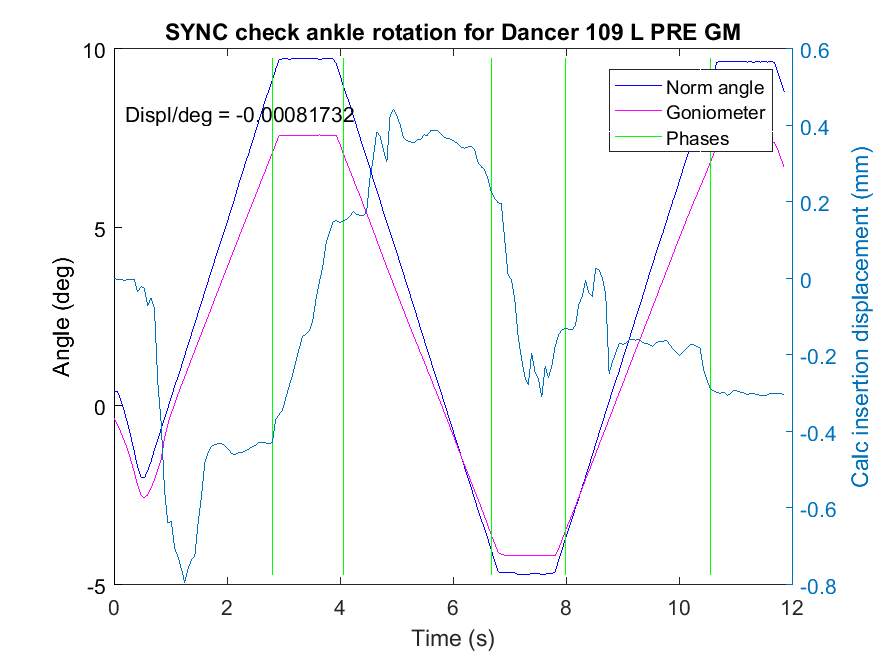 SYNC check ankle rotation for Dancer 109 L PRE GM
Displ/deg = -0.00081732
Norm angle
Goniometer
Phases
10
5
0
-5
Angle (deg)
0.6
0.4
0.2
0
-0.2
-0.4
-0.6
-0.8
Calc insertion displacement (mm)
0 2 4 6 8 10 12
Time (s)